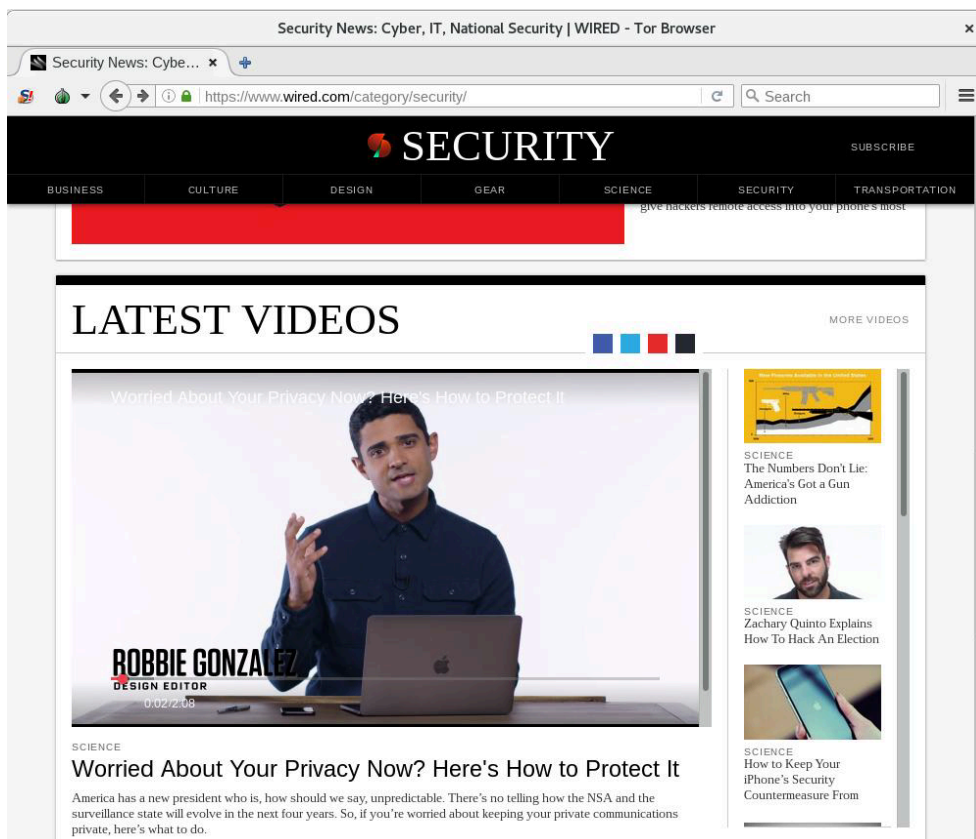 Security News: Cyber, IT, National Security | WIRED - Tor Browser
Security News: Cybe…
https://www.wired.com/category/security/
Search
SECURITY
SUBSCRIBE
BUSINESS CULTURE DESIGN GEAR SCIENCE SECURITY TRANSPORTATION
give hackers remote access into your phone's most
LATEST VIDEOS
MORE VIDEOS
Worried About Your Privacy Now? Here's How to Protect It
ROBBIE GONZALEZ
DESIGN EDITOR
0:02/2:08
SCIENCE
Worried About Your Privacy Now? Here's How to Protect It
America has a new president who is, how should we say, unpredictable. There’s no telling how the NSA and the
surveillance state will evolve in the next four years. So, if you’re worried about keeping your private communications
private, here’s what to do.
SCIENCE
The Numbers Don't Lie:
America's Got a Gun
Addiction
SCIENCE
Zachary Quinto Explains
How To Hack An Election
SCIENCE
How to Keep Your
iPhone’s Security
Countermeasure From